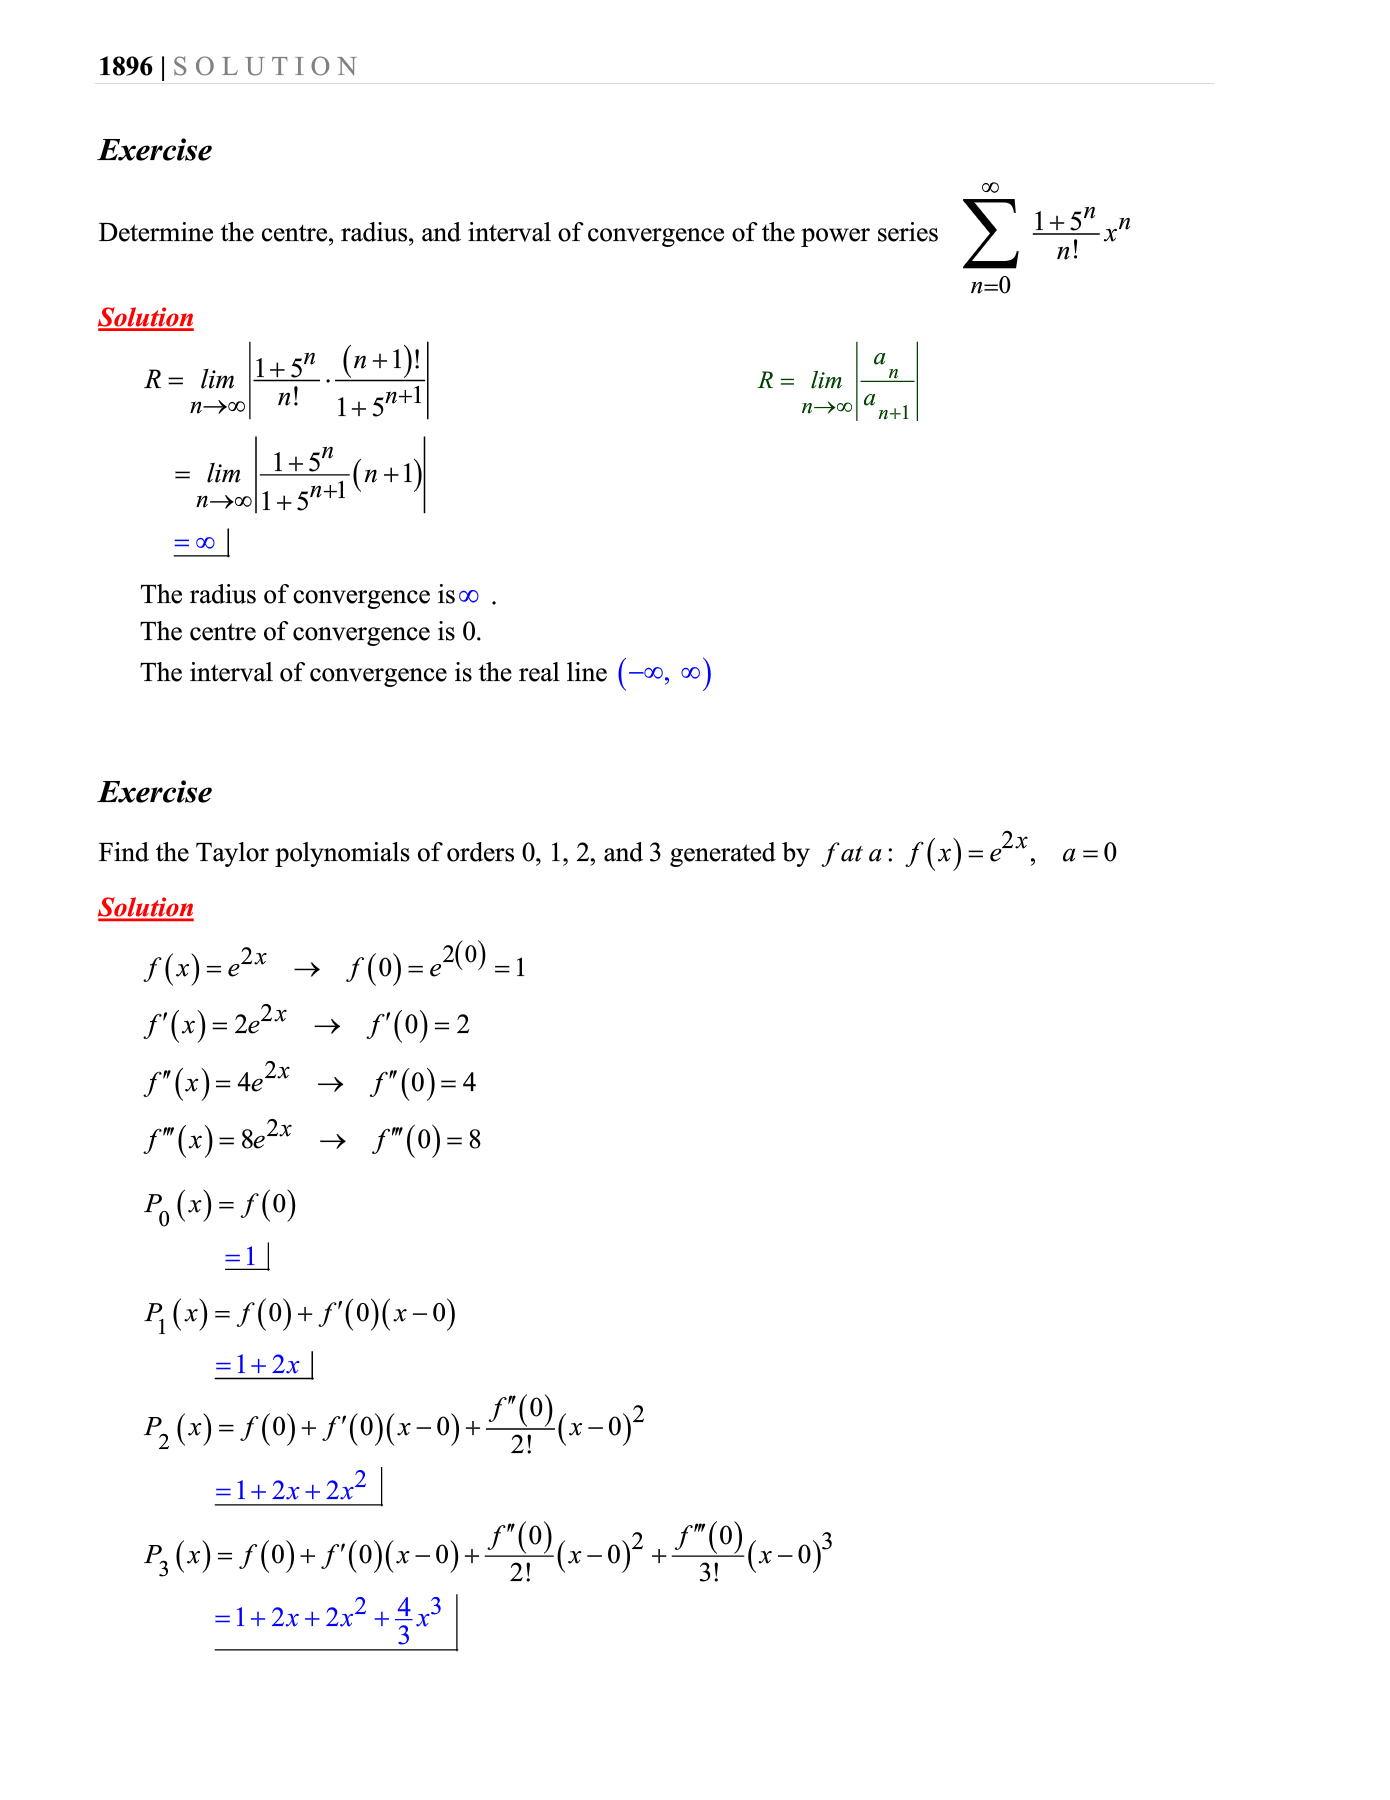 1896 | SOLUTION
Exercise
Determine the centre, radius, and interval of convergence of the power series $\sum_{n=0}^{\infty} \frac{1+5^n}{n!} x^n$
Solution
$R = \lim_{n\to\infty} \left| \frac{1+5^n}{n!} \cdot \frac{(n+1)!}{1+5^{n+1}} \right|$ $R = \lim_{n\to\infty} \left| \frac{a_n}{a_{n+1}} \right|$
$= \lim_{n\to\infty} \left| \frac{1+5^n}{1+5^{n+1}} (n+1) \right|$
$= \infty$
The radius of convergence is ∞ .
The centre of convergence is 0.
The interval of convergence is the real line $(-\infty, \infty)$
Exercise
Find the Taylor polynomials of orders 0, 1, 2, and 3 generated by $f$ at $a$: $f(x) = e^{2x}, \quad a = 0$
Solution
$f(x) = e^{2x} \rightarrow f(0) = e^{2(0)} = 1$
$f'(x) = 2e^{2x} \rightarrow f'(0) = 2$
$f''(x) = 4e^{2x} \rightarrow f''(0) = 4$
$f'''(x) = 8e^{2x} \rightarrow f'''(0) = 8$
$P_0(x) = f(0)$
$= 1$
$P_1(x) = f(0) + f'(0)(x-0)$
$= 1 + 2x$
$P_2(x) = f(0) + f'(0)(x-0) + \frac{f''(0)}{2!}(x-0)^2$
$= 1 + 2x + 2x^2$
$P_3(x) = f(0) + f'(0)(x-0) + \frac{f''(0)}{2!}(x-0)^2 + \frac{f'''(0)}{3!}(x-0)^3$
$= 1 + 2x + 2x^2 + \frac{4}{3}x^3$